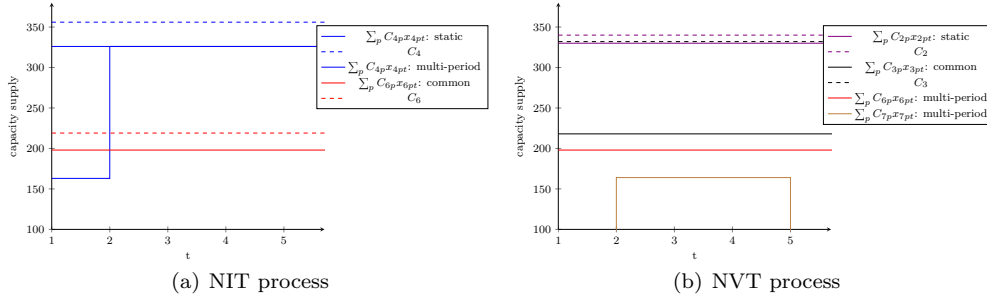 350
300
250
200
150
100
1 2 3 4 5
t
capacity supply
∑p C4px4pt: static
C4
∑p C4px4pt: multi-period
∑p C6px6pt: common
C6
(a) NIT process
350
300
250
200
150
100
1 2 3 4 5
t
capacity supply
∑p C2px2pt: static
C2
∑p C3px3pt: common
C3
∑p C6px6pt: multi-period
∑p C7px7pt: multi-period
(b) NVT process